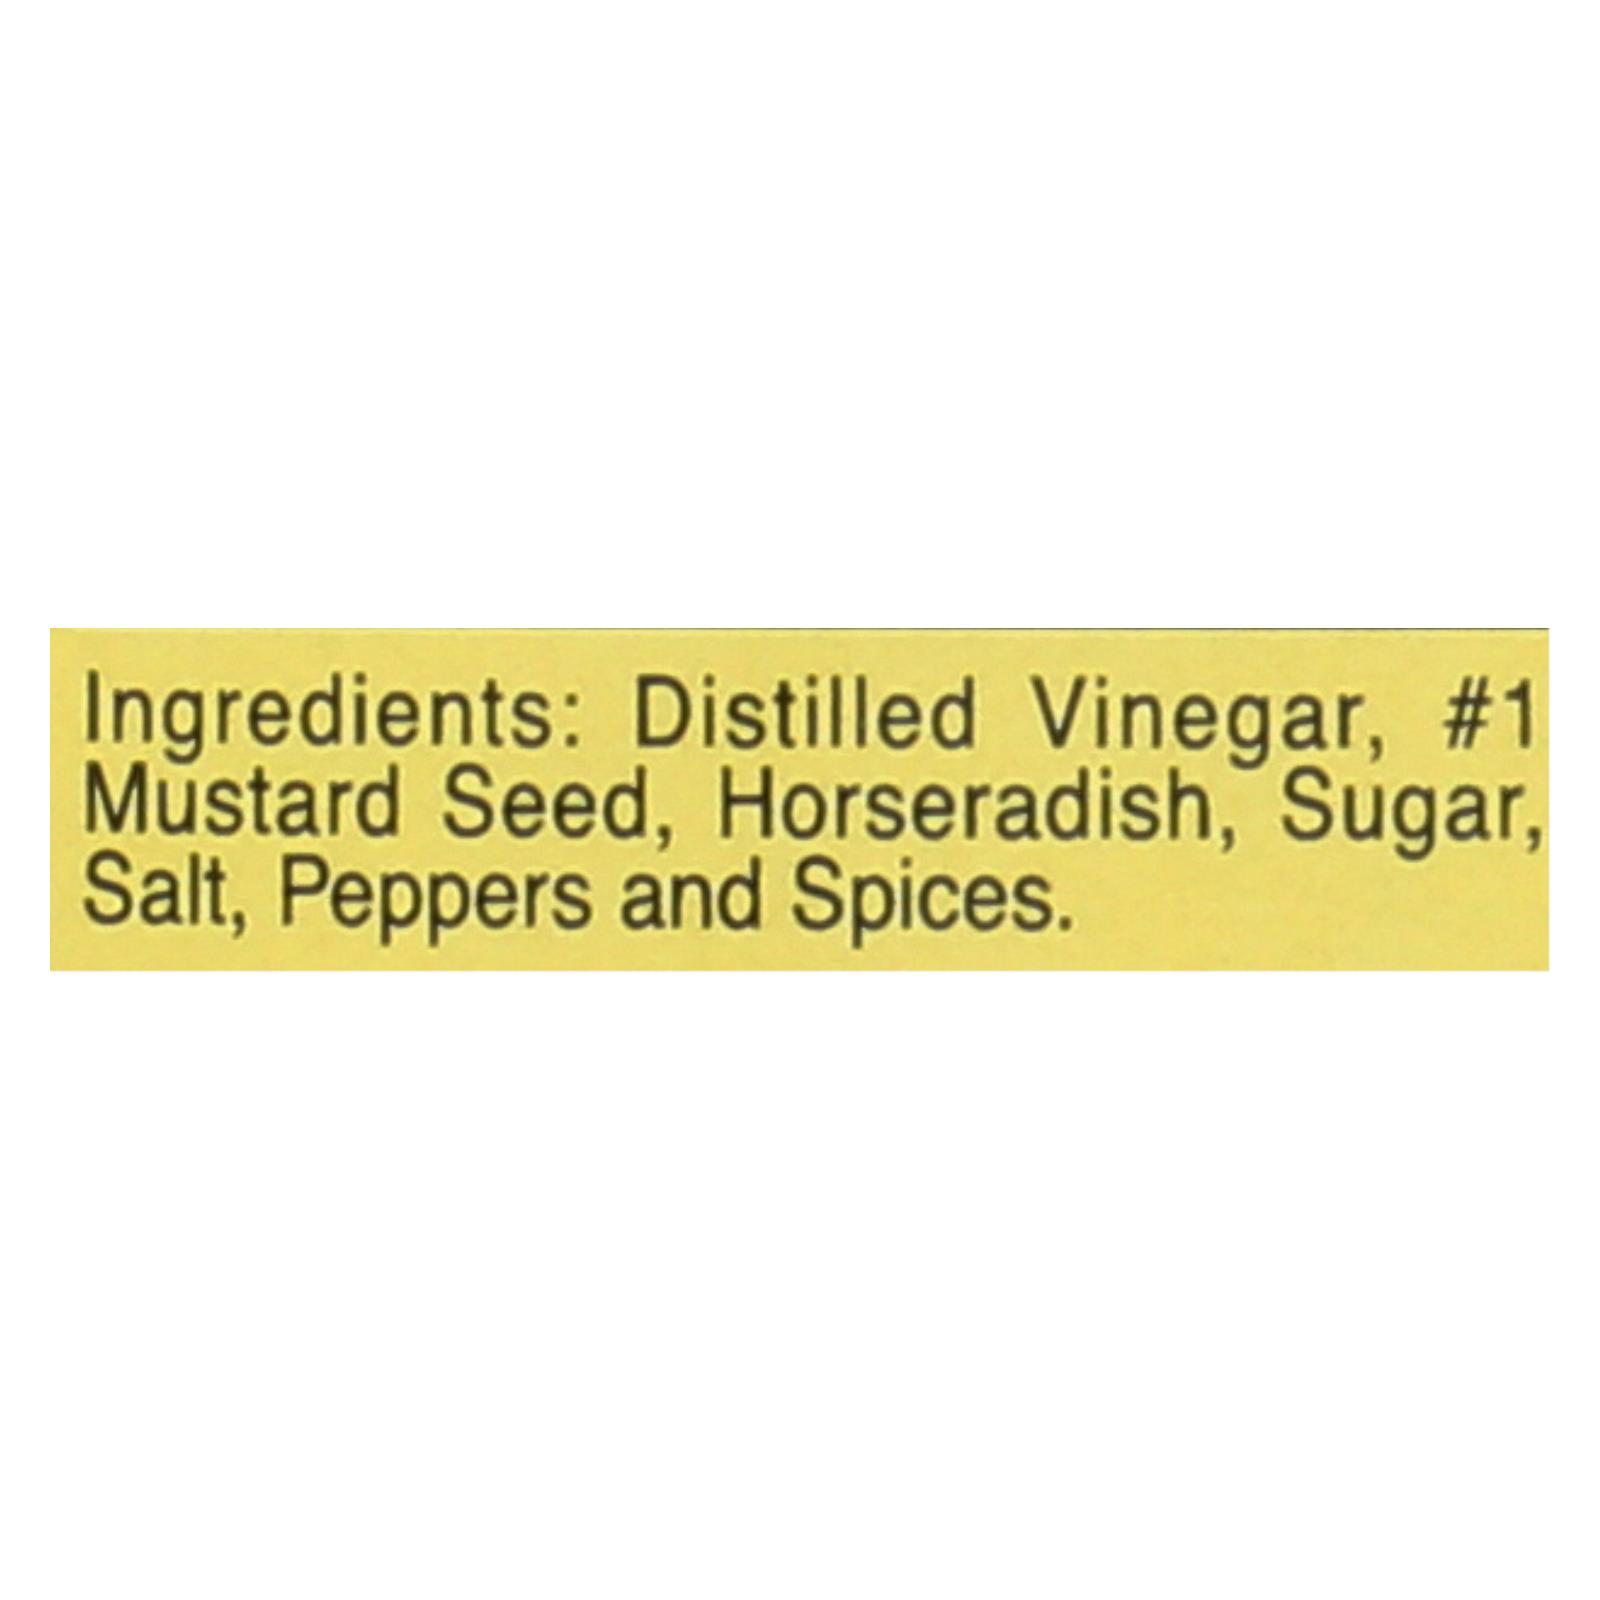 Ingredients: Distilled Vinegar, #1
Mustard Seed, Horseradish, Sugar,
Salt, Peppers and Spices.